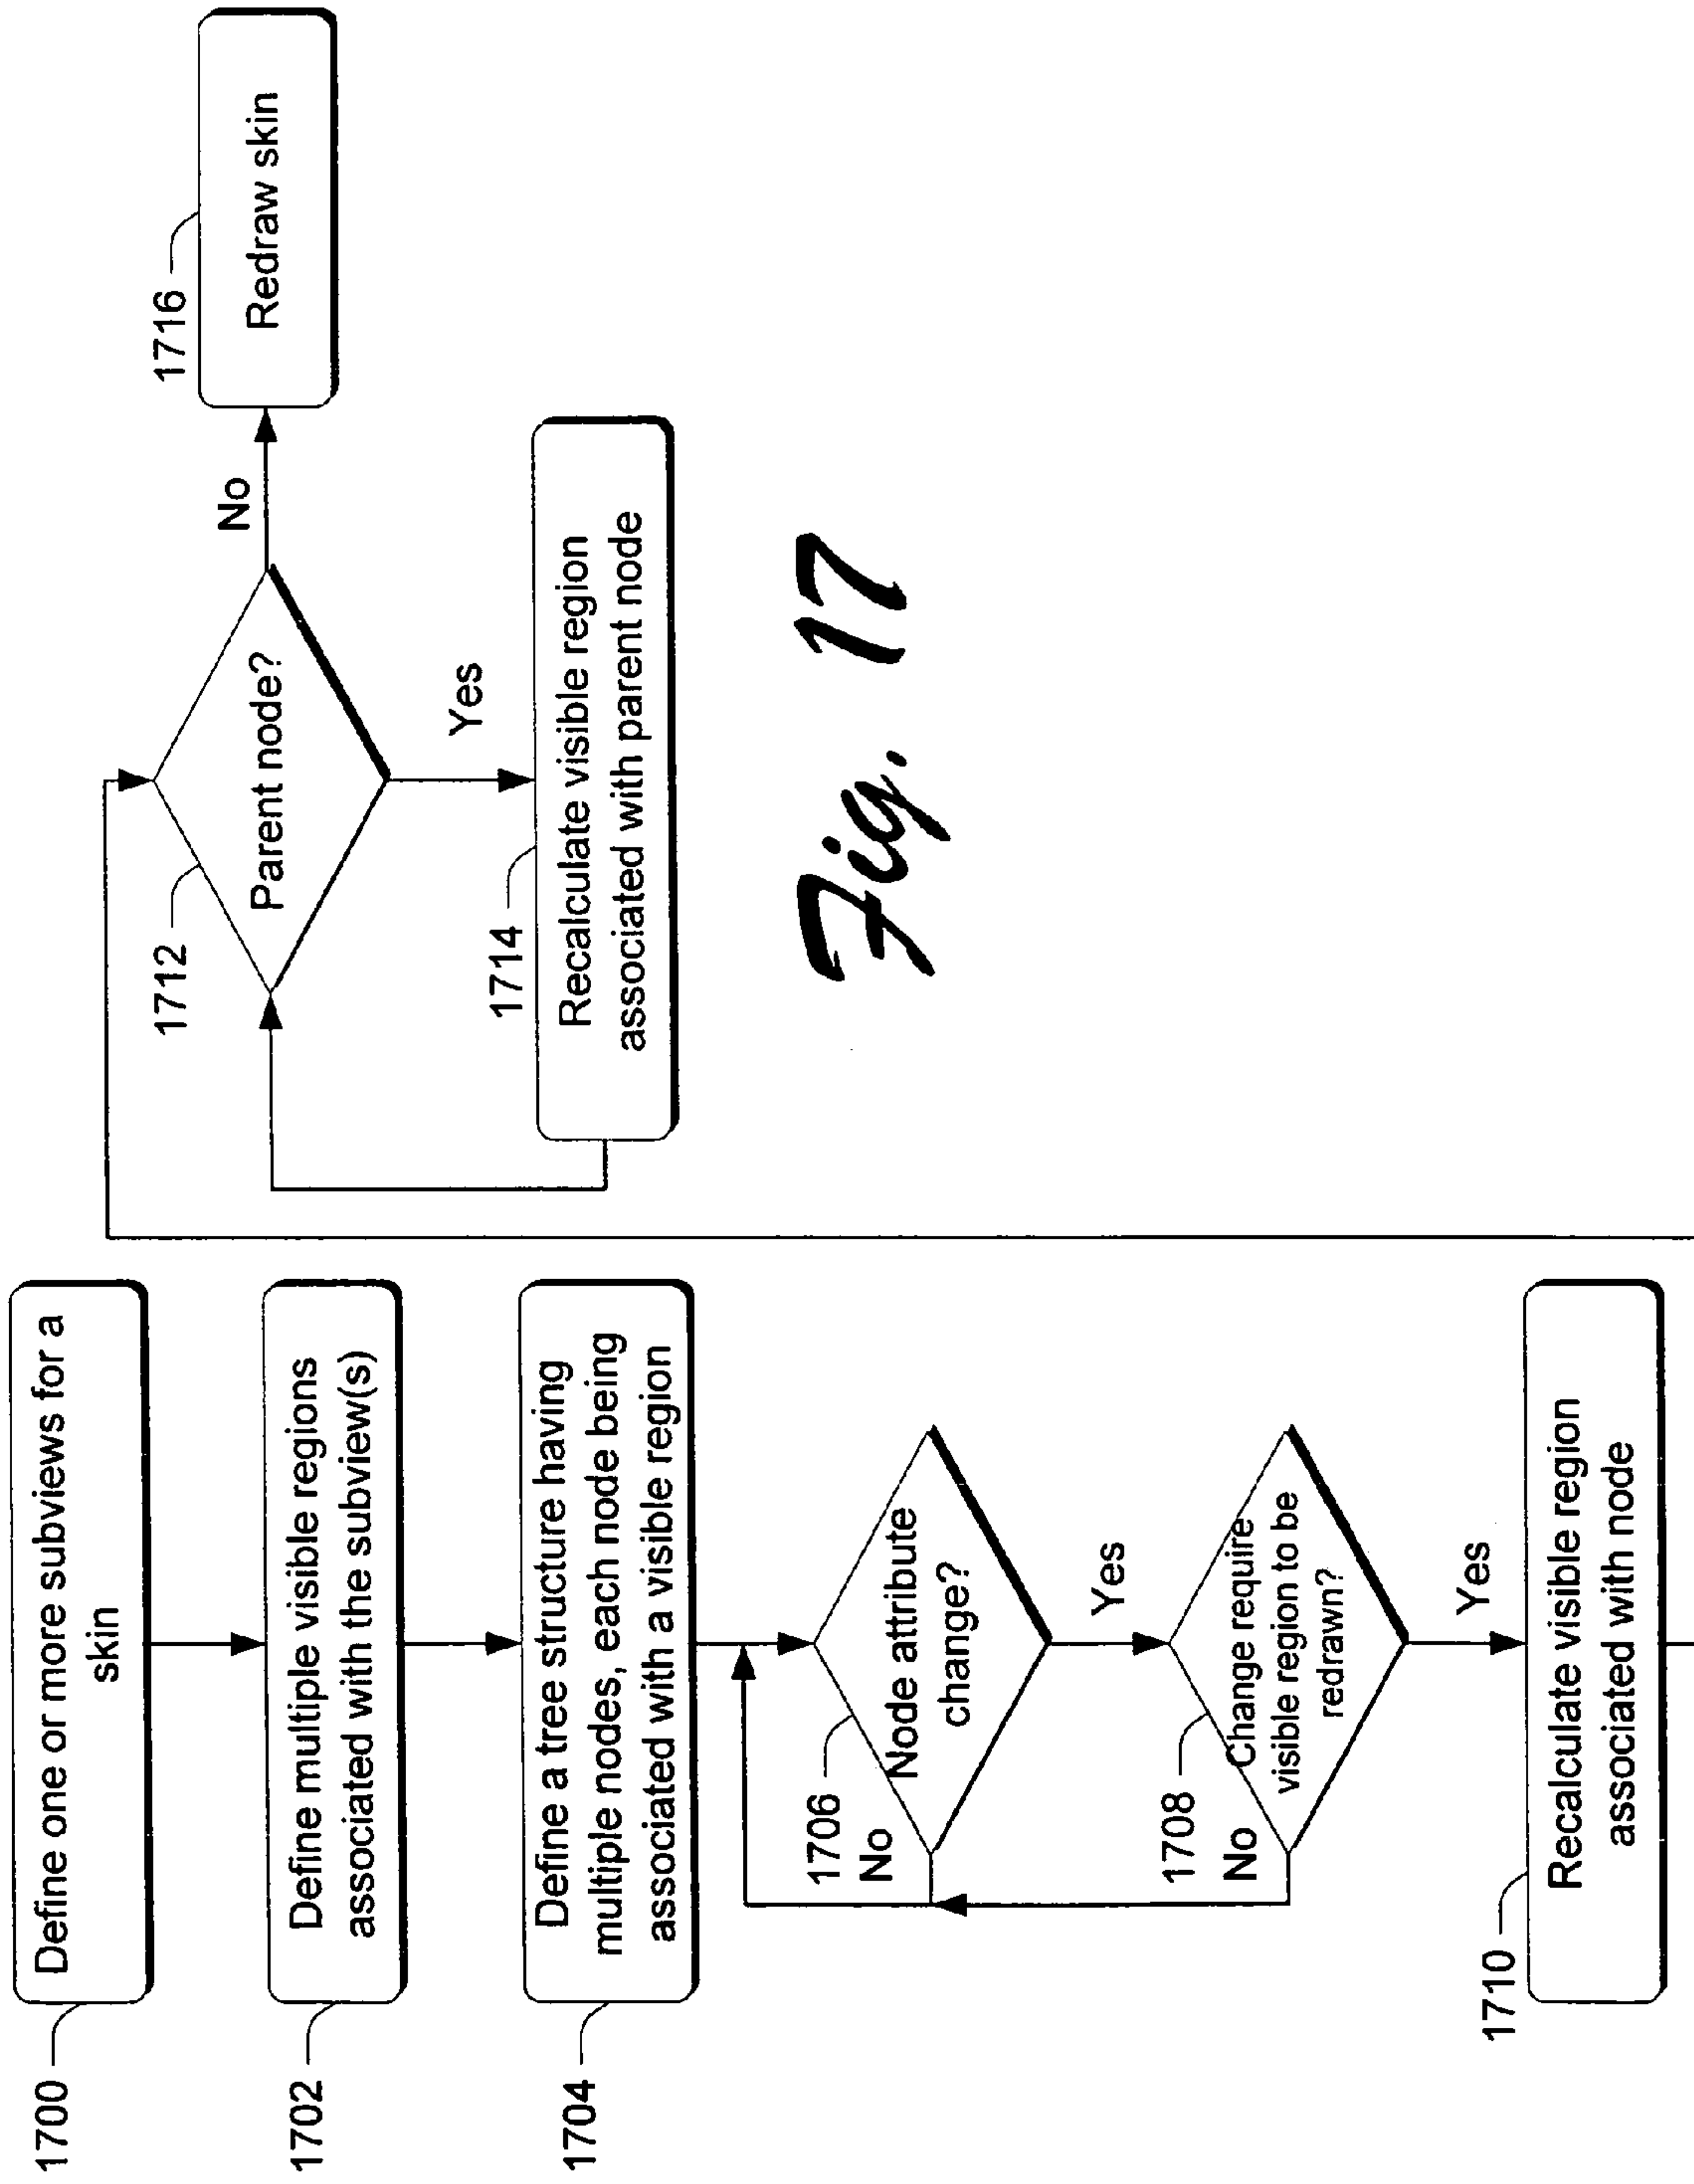 1700
Define one or more subviews for a
skin
1702
Define multiple visible regions
associated with the subview(s)
1704
Define a tree structure having
multiple nodes, each node being
associated with a visible region
1706
Node attribute
change?
No
Yes
1708
Change require
visible region to be
redrawn?
No
Yes
1710
Recalculate visible region
associated with node
1712
Parent node?
No
Yes
1714
Recalculate visible region
associated with parent node
1716
Redraw skin
Fig. 17